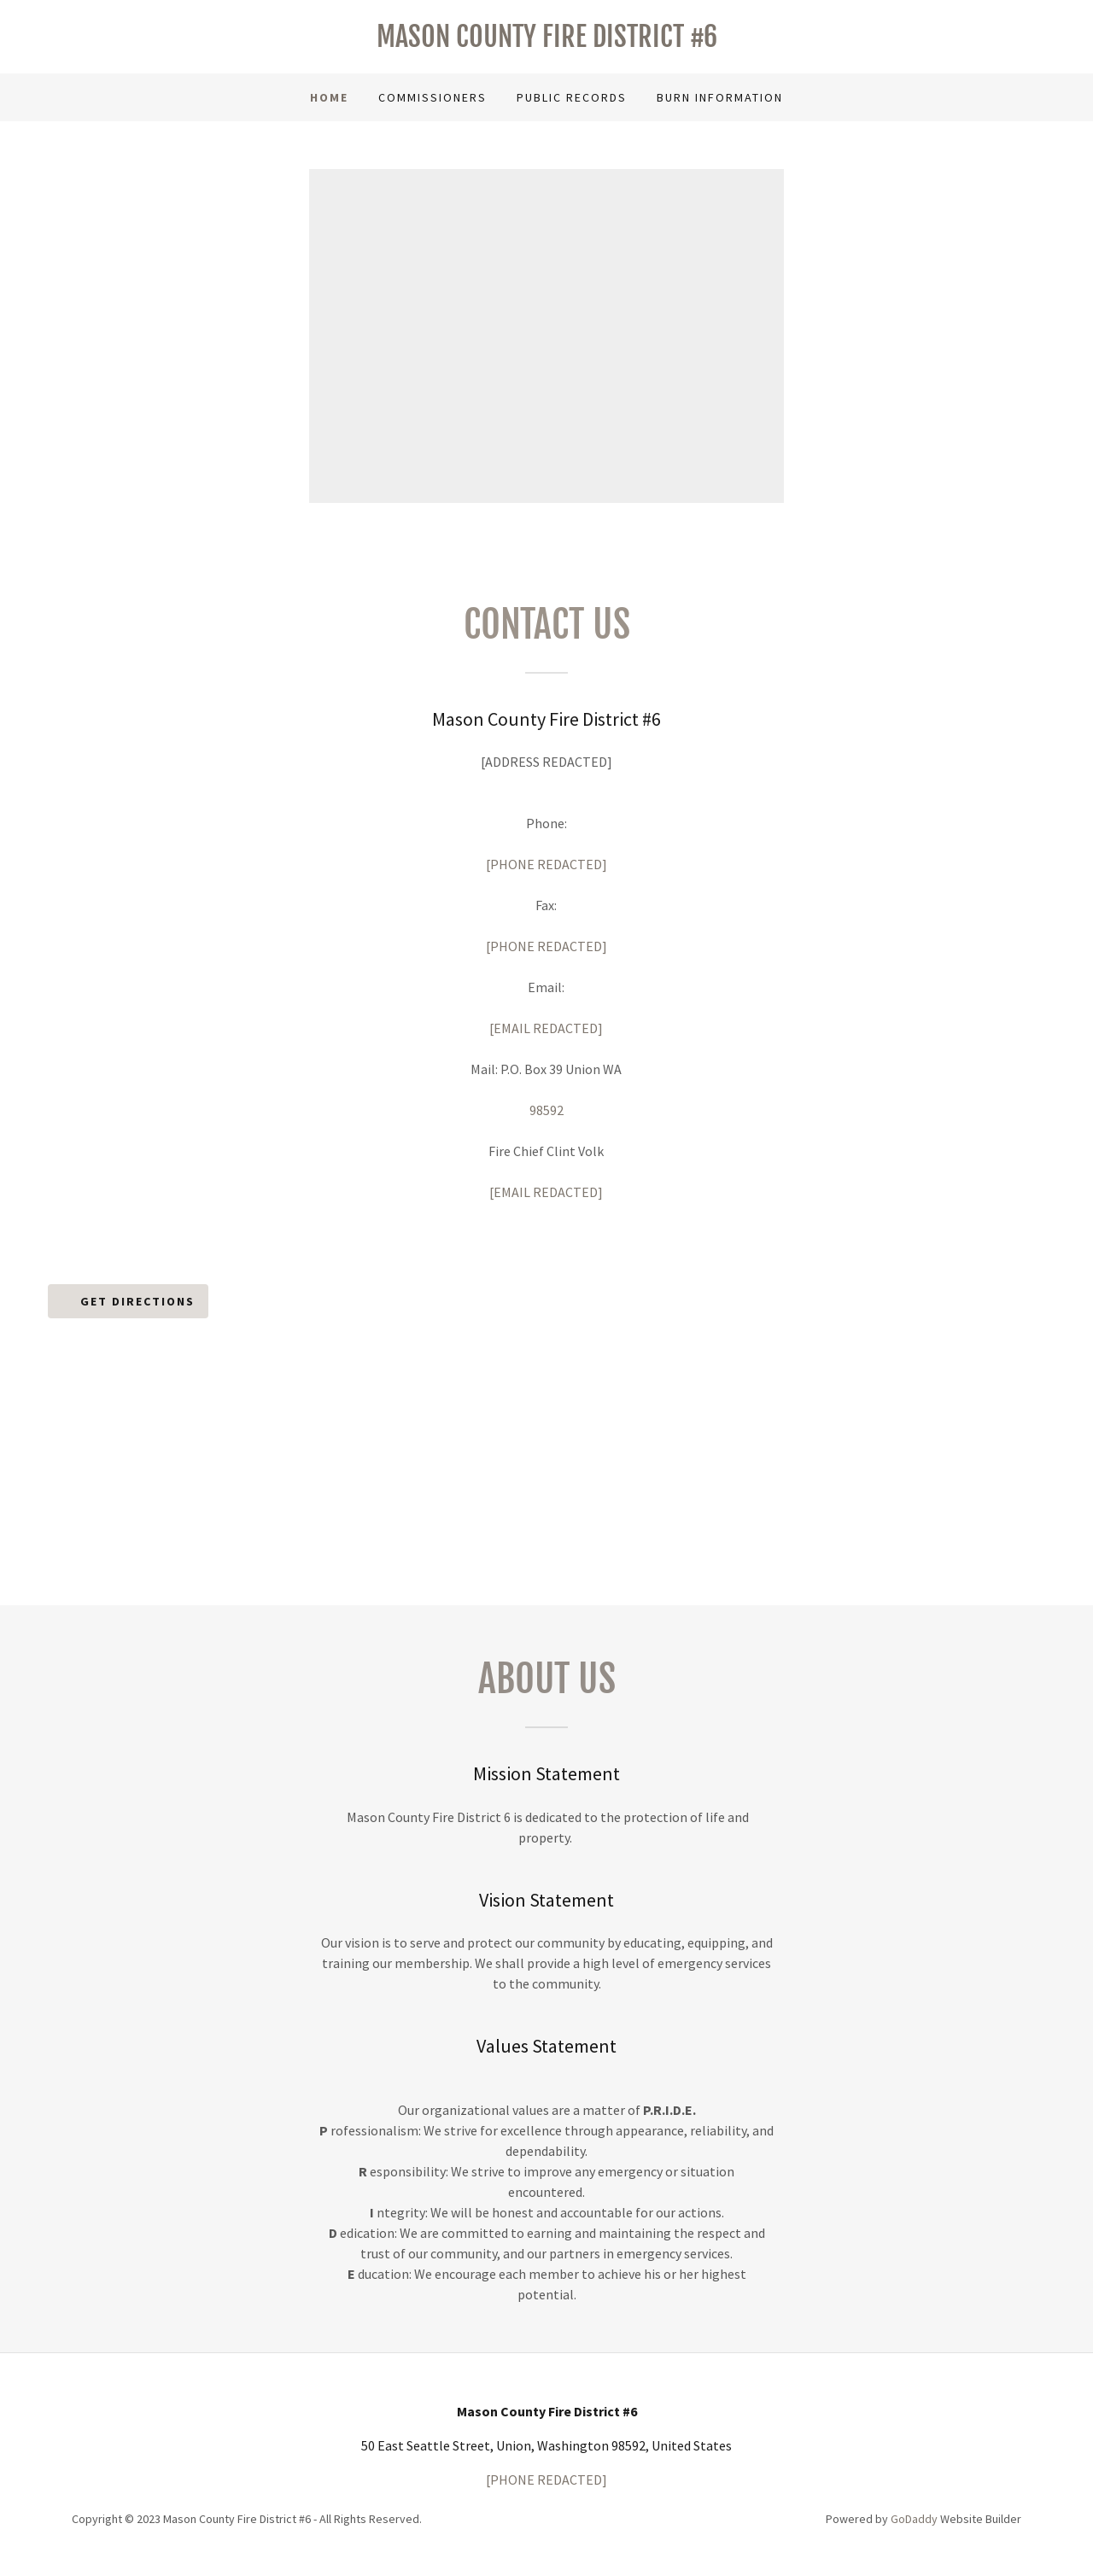 MASON COUNTY FIRE DISTRICT #6
HOME COMMISSIONERS PUBLIC RECORDS BURN INFORMATION
CONTACT US
Mason County Fire District #6
[ADDRESS REDACTED]
Phone:
[PHONE REDACTED]
Fax:
[PHONE REDACTED]
Email:
[EMAIL REDACTED]
Mail: P.O. Box 39 Union WA
98592
Fire Chief Clint Volk
[EMAIL REDACTED]
GET DIRECTIONS
ABOUT US
Mission Statement
Mason County Fire District 6 is dedicated to the protection of life and
property.
Vision Statement
Our vision is to serve and protect our community by educating, equipping, and
training our membership. We shall provide a high level of emergency services
to the community.
Values Statement
Our organizational values are a matter of P.R.I.D.E.
P rofessionalism: We strive for excellence through appearance, reliability, and
dependability.
R esponsibility: We strive to improve any emergency or situation
encountered.
I ntegrity: We will be honest and accountable for our actions.
D edication: We are committed to earning and maintaining the respect and
trust of our community, and our partners in emergency services.
E ducation: We encourage each member to achieve his or her highest
potential.
Mason County Fire District #6
50 East Seattle Street, Union, Washington 98592, United States
[PHONE REDACTED]
Copyright © 2023 Mason County Fire District #6 - All Rights Reserved.
Powered by GoDaddy Website Builder